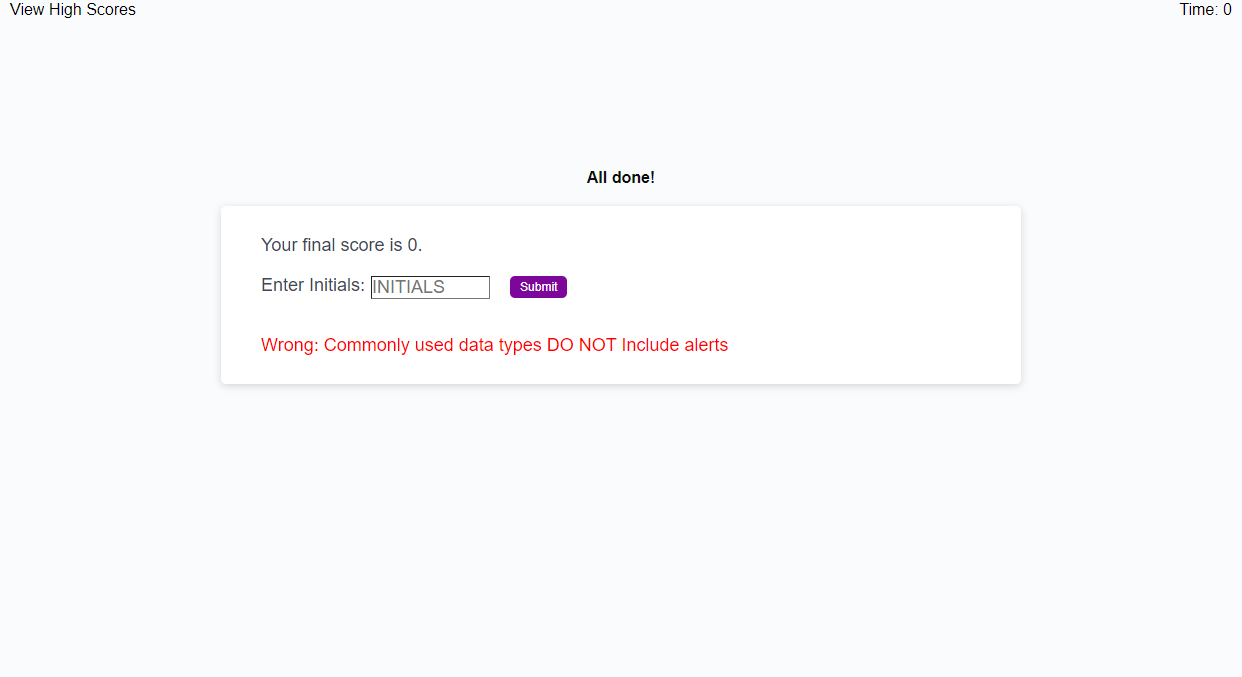 View High Scores
Time: 0
All done!
Your final score is 0.
Enter Initials: INITIALS Submit
Wrong: Commonly used data types DO NOT Include alerts